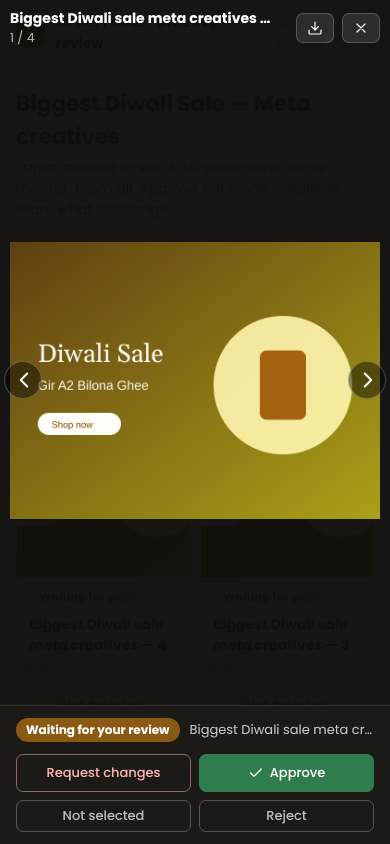 Biggest Diwali sale meta creatives ...
1 / 4
review
Biggest Diwali Sale — Meta
creatives
Tap a creative to see it full screen and swipe
through them all. Approve each one, or tell the
team what to change.
Diwali Sale
Gir A2 Bilona Ghee
Shop now
Waiting for you
Waiting for you
Biggest Diwali sale
meta creatives — 4
Biggest Diwali sale
meta creatives — 3
V1
V1
Not selected
Not selected
Waiting for your review
Biggest Diwali sale meta cr...
Request changes
Approve
Not selected
Reject